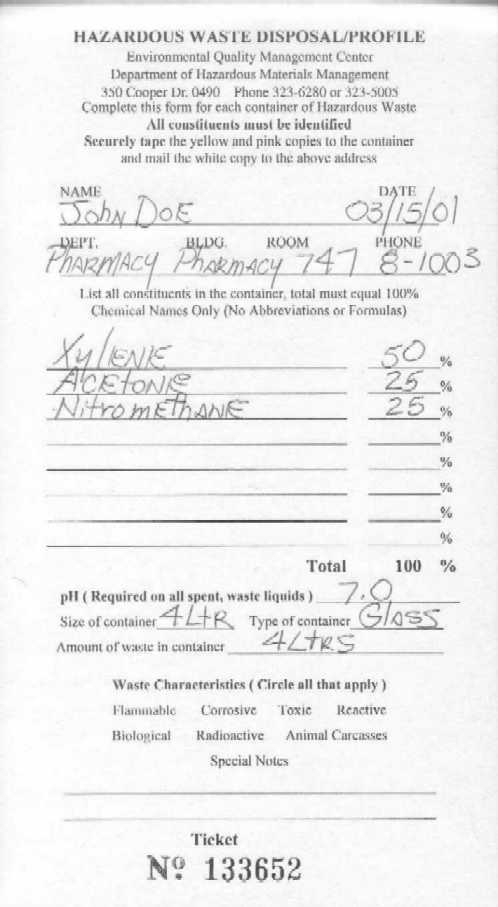 HAZARDOUS WASTE DISPOSAL/PROFILE
Environmental Quality Management Center
Department of Hazardous Materials Management
350 Cooper Dr. 0490 Phone 323-6280 or 323-5005
Complete this form for each container of Hazardous Waste
All constituents must be identified
Securely tape the yellow and pink copies to the container
and mail the white copy to the above address
NAME DATE
John DOE 03/15/01
DEPT. BLDG. ROOM PHONE
PHARMACY PHARMACY 747 8-1003
List all constituents in the container, total must equal 100%
Chemical Names Only (No Abbreviations or Formulas)
XylENE 50 %
ACETONE 25 %
NitromEThANE 25 %
%
%
%
%
%
Total 100 %
pH ( Required on all spent, waste liquids ) 7.0
Size of container 4 LtR Type of container Glass
Amount of waste in container 4 LtRS
Waste Characteristics ( Circle all that apply )
Flammable Corrosive Toxic Reactive
Biological Radioactive Animal Carcasses
Special Notes
Ticket
Nº 133652